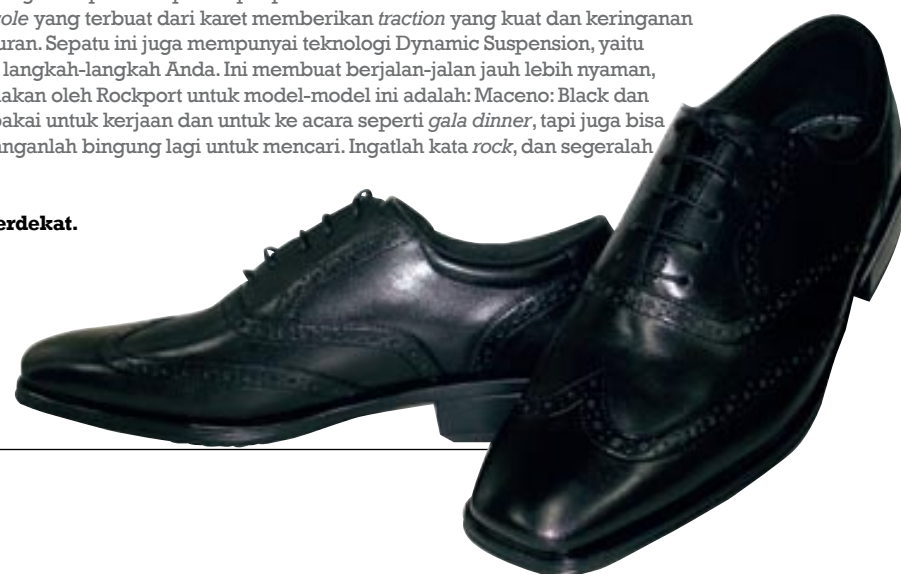 ole yang terbuat dari karet memberikan traction yang kuat dan keringanan
uran. Sepatu ini juga mempunyai teknologi Dynamic Suspension, yaitu
langkah-langkah Anda. Ini membuat berjalan-jalan jauh lebih nyaman,
akan oleh Rockport untuk model-model ini adalah: Maceno: Black dan
pakai untuk kerjaan dan untuk ke acara seperti gala dinner, tapi juga bisa
nganlah bingung lagi untuk mencari. Ingatlah kata rock, dan segeralah
erdekat.